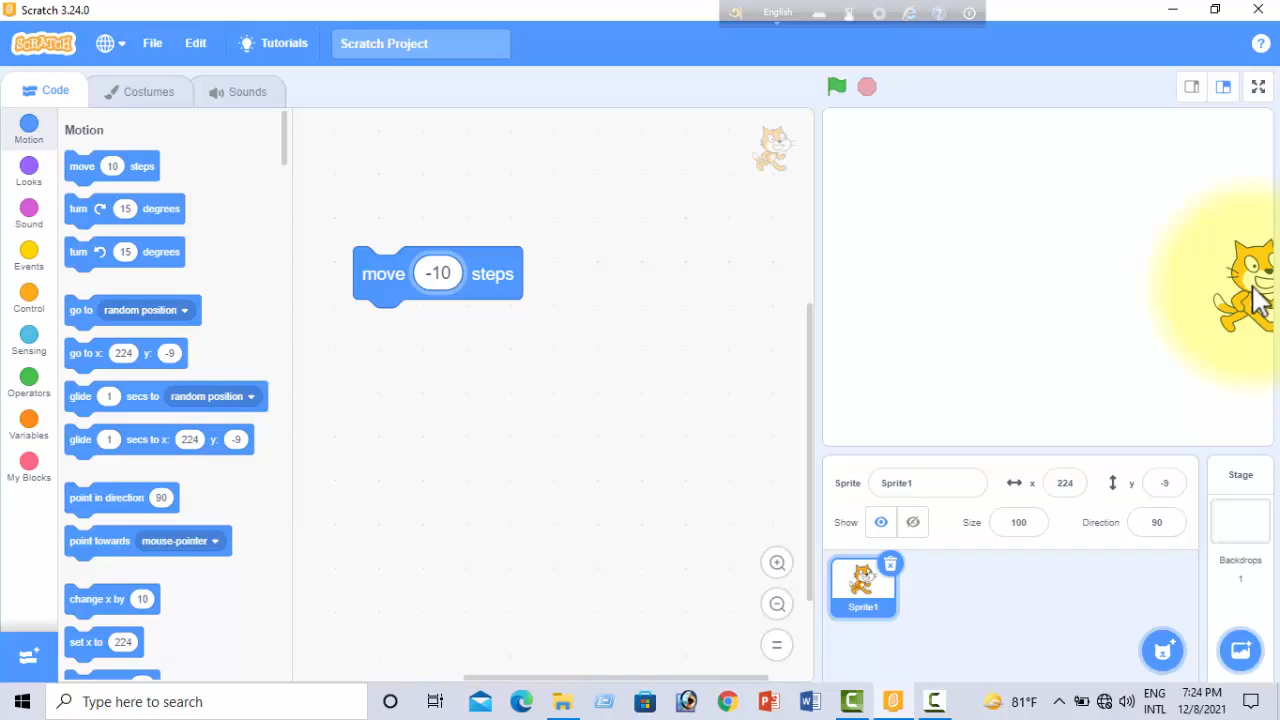 Scratch 3.24.0
English
SCRATCH
File
Edit
Tutorials
Scratch Project
?
Code
Costumes
Sounds
Motion
Looks
Sound
Events
Control
Sensing
Operators
Variables
My Blocks
Motion
move 10 steps
turn 15 degrees
turn 15 degrees
go to random position
go to x: 224 y: -9
glide 1 secs to random position
glide 1 secs to x: 224 y: -9
point in direction 90
point towards mouse-pointer
change x by 10
set x to 224
move -10 steps
Sprite Sprite1 x 224 y -9
Show Size 100 Direction 90
Sprite1
Stage
Backdrops
1
Type here to search
81°F
ENG
INTL
7:24 PM
12/8/2021